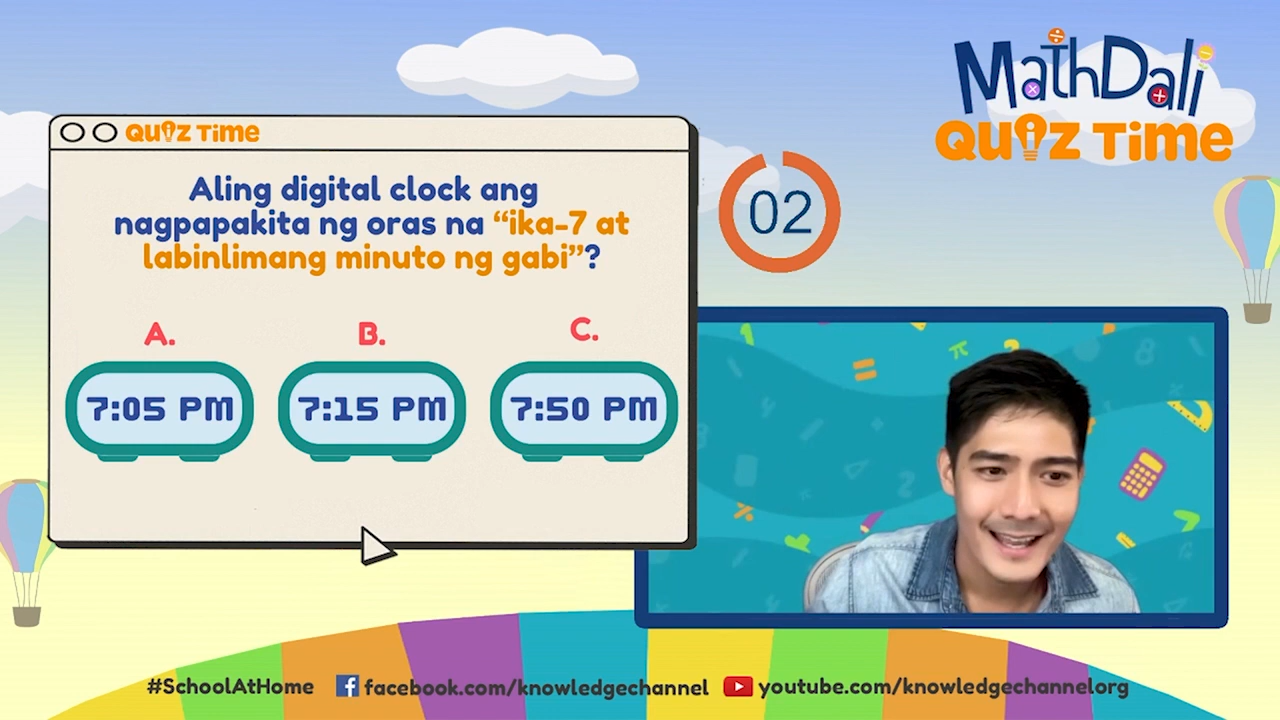 MathDali
QUIZ TIME
QUIZ TIME
Aling digital clock ang
nagpapakita ng oras na “ika-7 at
labinlimang minuto ng gabi”?
02
A.
B.
C.
7:05 PM
7:15 PM
7:50 PM
#SchoolAtHome
facebook.com/knowledgechannel
youtube.com/knowledgechannelorg